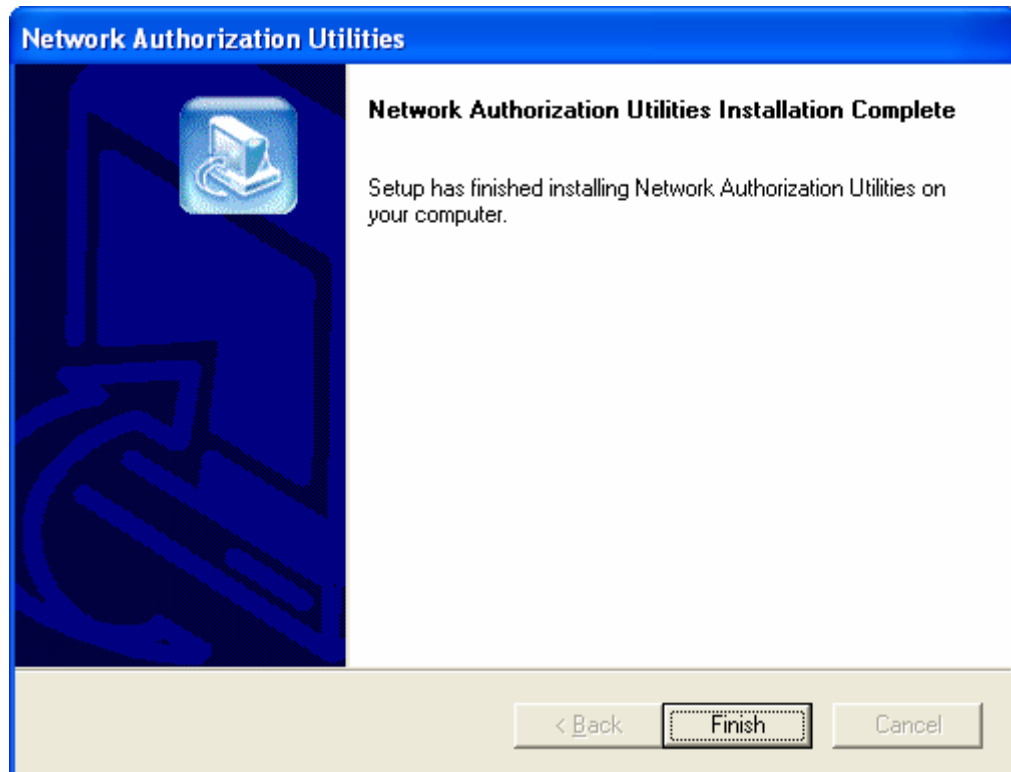 Network Authorization Utilities
Network Authorization Utilities Installation Complete
Setup has finished installing Network Authorization Utilities on
your computer.
< Back
Finish
Cancel